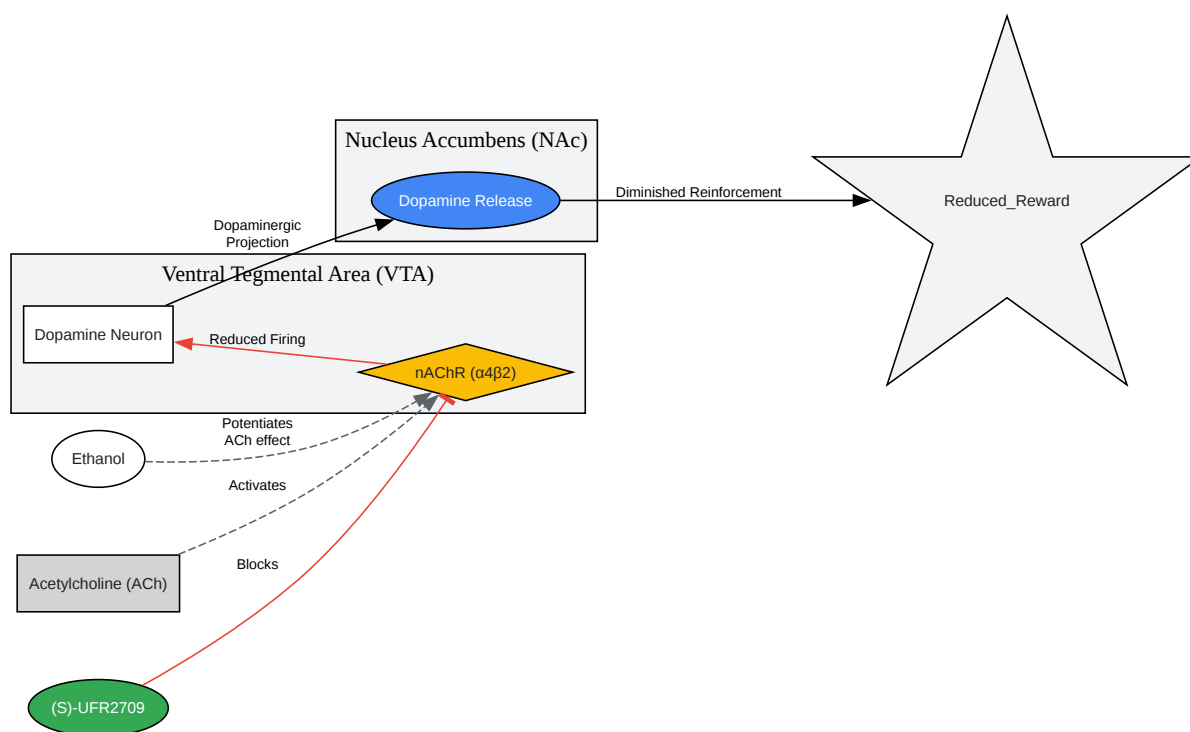 Nucleus Accumbens (NAc)
Dopamine Release
Diminished Reinforcement
Reduced_Reward
Dopaminergic
Projection
Ventral Tegmental Area (VTA)
Dopamine Neuron
Reduced Firing
nAChR (α4β2)
Potentiates
ACh effect
Ethanol
Activates
Blocks
Acetylcholine (ACh)
(S)-UFR2709